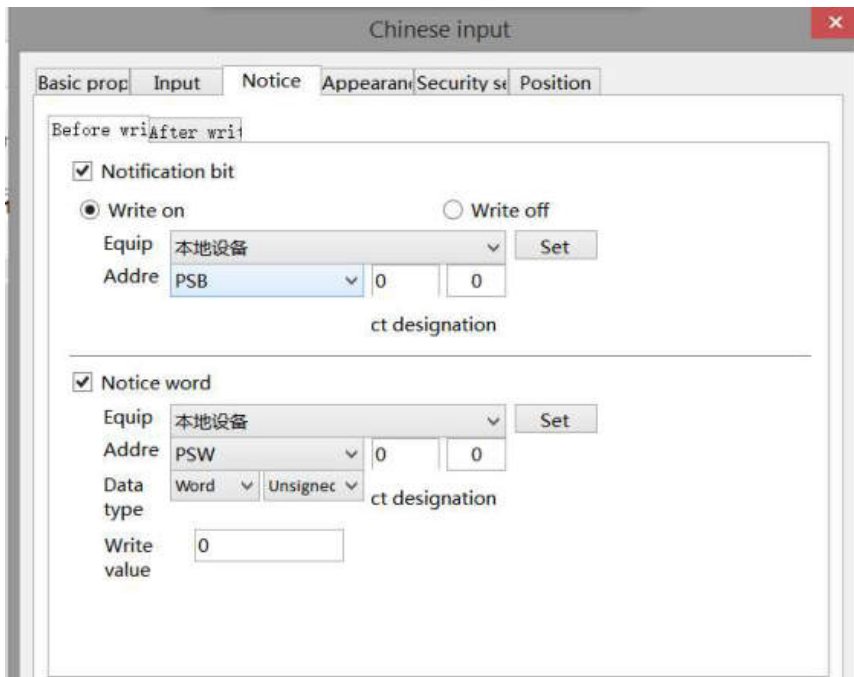 Chinese input
Basic prop Input Notice Appearan Security se Position
Before wri After writ
Notification bit
Write on Write off
Equip 本地设备 Set
Addre PSB 0 0
ct designation
Notice word
Equip 本地设备 Set
Addre PSW 0 0
Data type Word Unsigned
ct designation
Write value 0